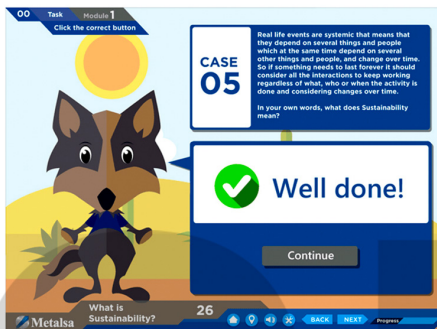 00 Task Module 1
Click the correct button
CASE
05
Real life events are systemic that means that
they depend on several things and people
which at the same time depend on several
other things and people, and change over time.
So if something needs to last forever it should
consider all the interactions to keep working
regardless of what, who or when the activity is
done and considering changes over time.
In your own words, what does Sustainability
mean?
Well done!
Continue
Metalsa
What is
Sustainability?
26
BACK NEXT Progress